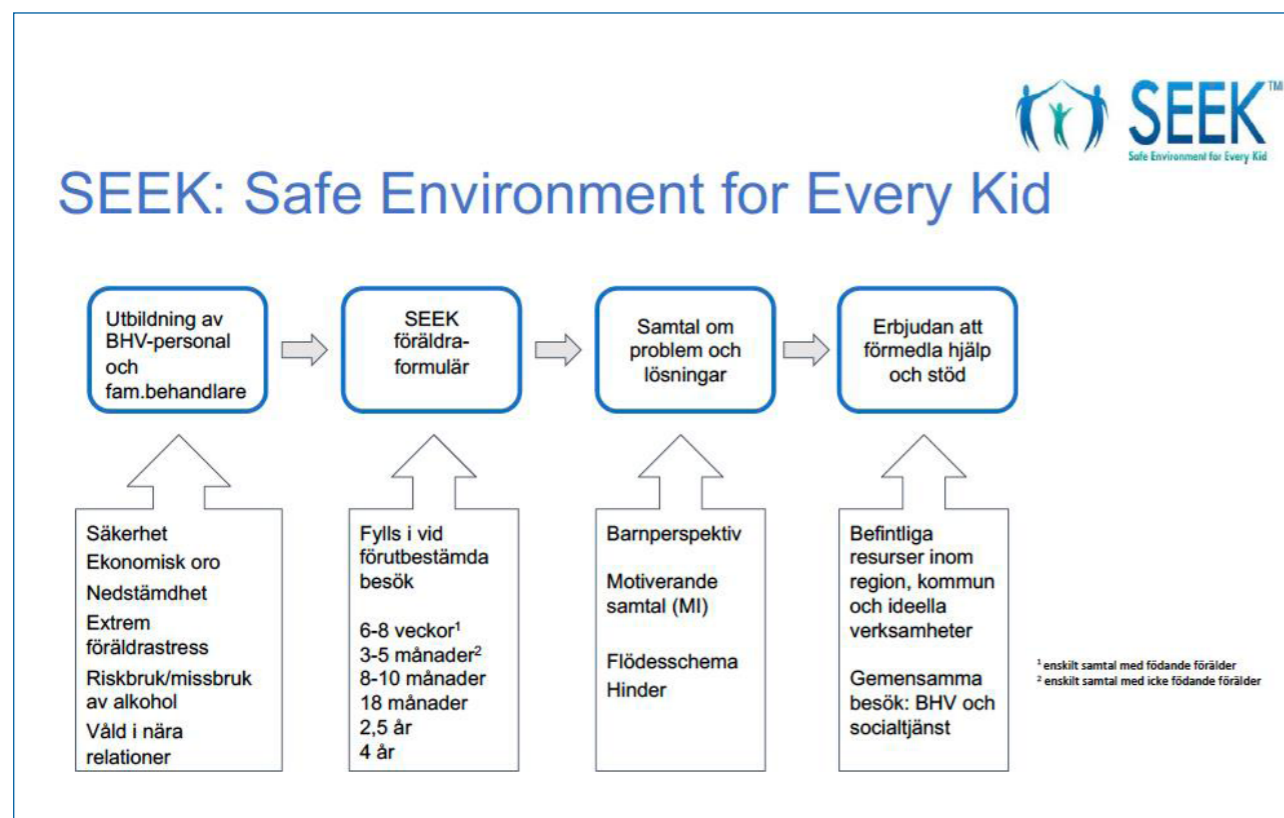 SEEK™
Safe Environment for Every Kid
SEEK: Safe Environment for Every Kid
Utbildning av
BHV-personal
och
fam.behandlare
SEEK
föräldra-
formulär
Samtal om
problem och
lösningar
Erbjudan att
förmedla hjälp
och stöd
Säkerhet
Ekonomisk oro
Nedstämdhet
Extrem
föräldrastress
Riskbruk/missbruk
av alkohol
Våld i nära
relationer
Fylls i vid
förutbestämda
besök
6-8 veckor¹
3-5 månader²
8-10 månader
18 månader
2,5 år
4 år
Barnperspektiv
Motiverande
samtal (MI)
Flödesschema
Hinder
Befintliga
resurser inom
region, kommun
och ideella
verksamheter
Gemensamma
besök: BHV och
socialtjänst
¹ enskilt samtal med födande förälder
² enskilt samtal med icke födande förälder